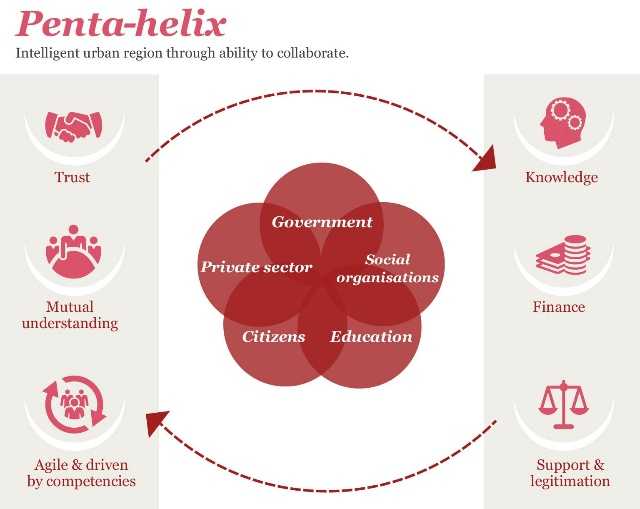 Penta-helix
Intelligent urban region through ability to collaborate.
Trust
Mutual
understanding
Agile & driven
by competencies
Government
Private sector
Social
organisations
Citizens
Education
Knowledge
Finance
Support &
legitimation